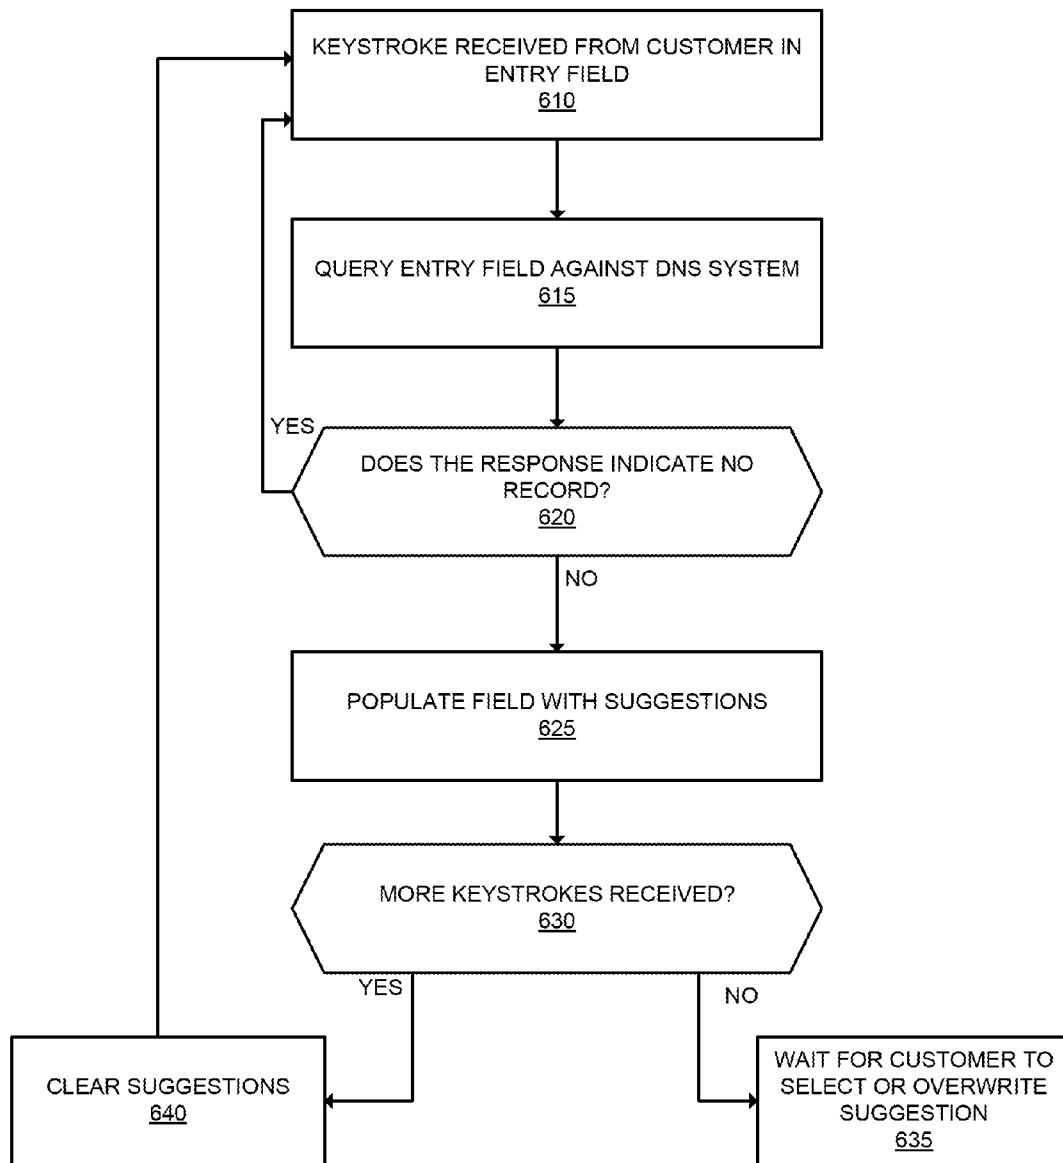 KEYSTROKE RECEIVED FROM CUSTOMER IN
ENTRY FIELD
610
QUERY ENTRY FIELD AGAINST DNS SYSTEM
615
YES
DOES THE RESPONSE INDICATE NO
RECORD?
620
NO
POPULATE FIELD WITH SUGGESTIONS
625
MORE KEYSTROKES RECEIVED?
630
YES
NO
CLEAR SUGGESTIONS
640
WAIT FOR CUSTOMER TO
SELECT OR OVERWRITE
SUGGESTION
635